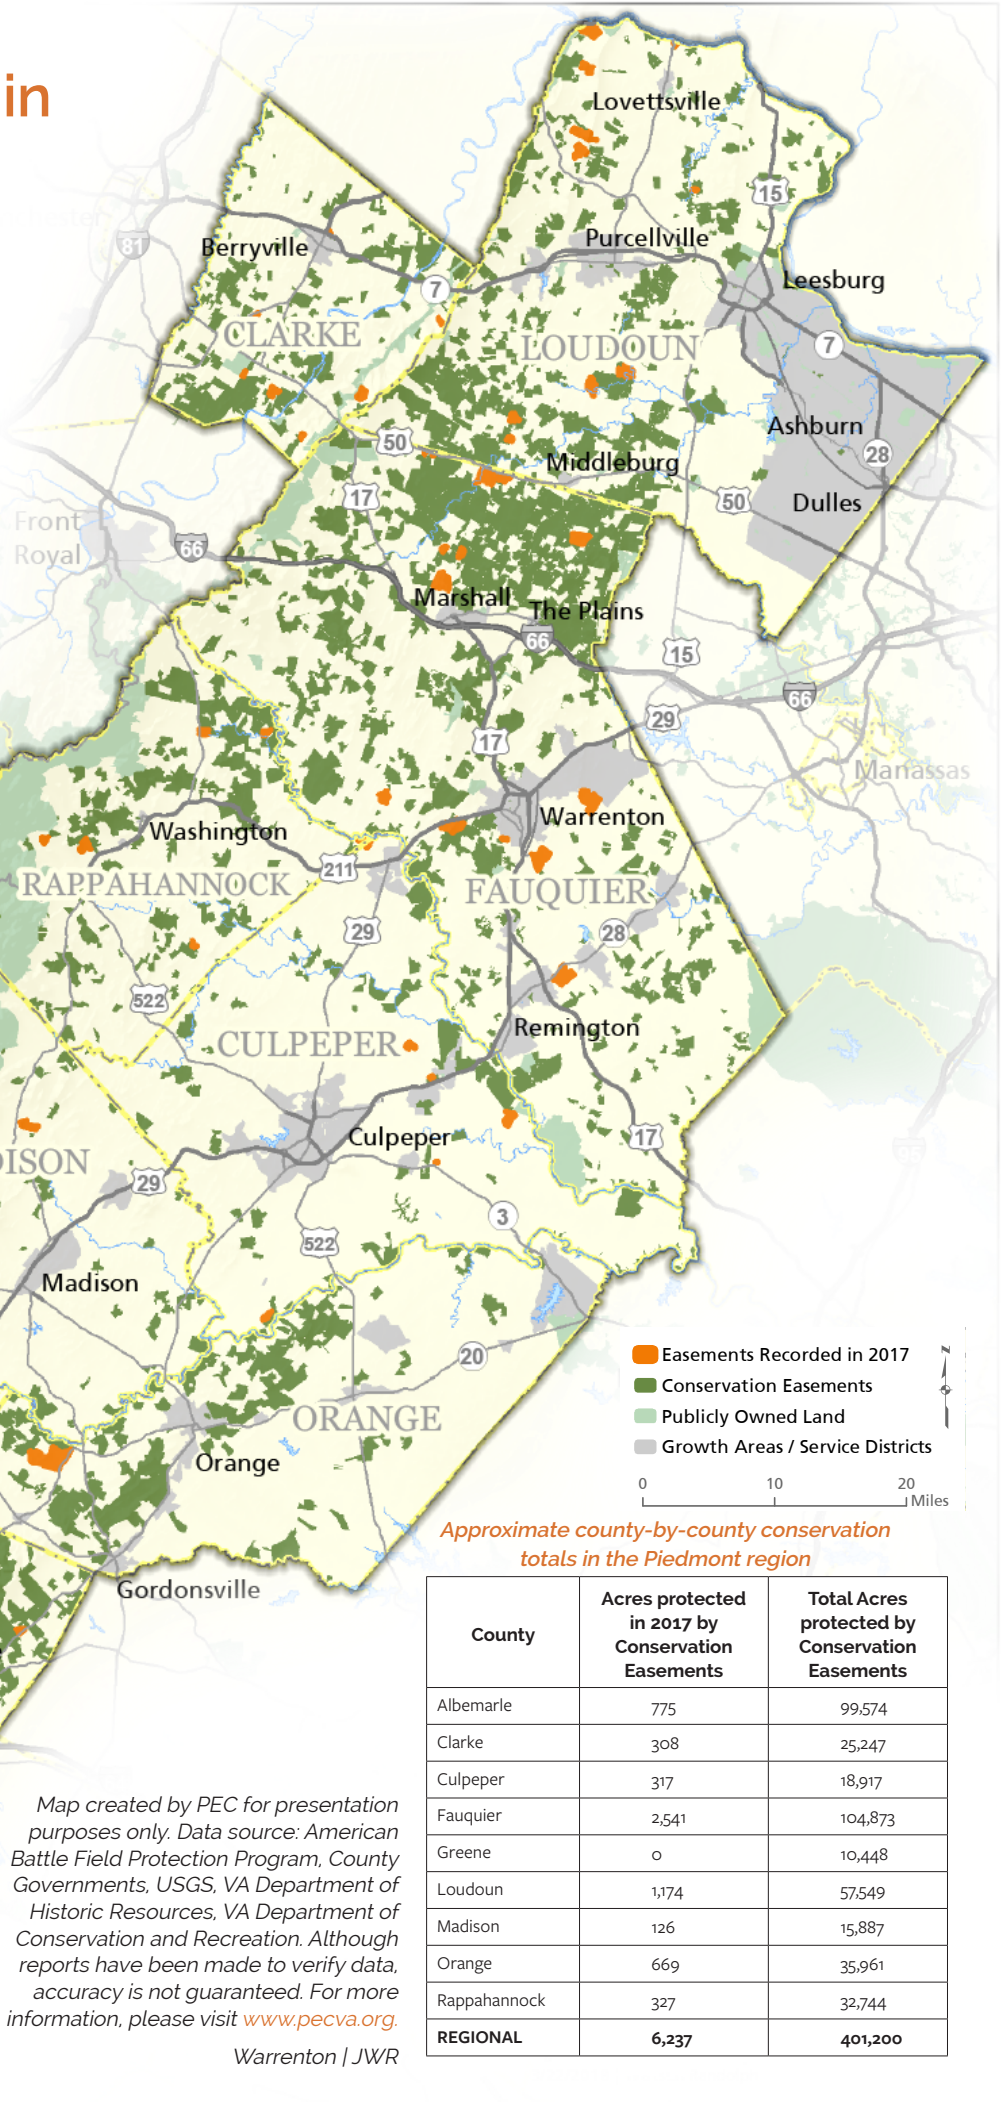 in
Lovettsville
15
81
Berryville
Purcellville
7
Leesburg
CLARKE
LOUDOUN
7
Ashburn
50
28
Middleburg
17
50
Dulles
Front
Royal
66
Marshall
The Plains
66
15
66
29
17
Manassas
Warrenton
Washington
211
RAPPAHANNOCK
FAUQUIER
29
28
522
Remington
CULPEPER
Culpeper
17
95
DISON
29
3
522
Madison
20
ORANGE
Orange
Gordonsville
Easements Recorded in 2017
Conservation Easements
Publicly Owned Land
Growth Areas / Service Districts
N
0 10 20
Miles
Approximate county-by-county conservation
totals in the Piedmont region
County
Acres protected
in 2017 by
Conservation
Easements
Total Acres
protected by
Conservation
Easements
Albemarle 775 99,574
Clarke 308 25,247
Culpeper 317 18,917
Fauquier 2,541 104,873
Greene 0 10,448
Loudoun 1,174 57,549
Madison 126 15,887
Orange 669 35,961
Rappahannock 327 32,744
REGIONAL 6,237 401,200
Map created by PEC for presentation
purposes only. Data source: American
Battle Field Protection Program, County
Governments, USGS, VA Department of
Historic Resources, VA Department of
Conservation and Recreation. Although
reports have been made to verify data,
accuracy is not guaranteed. For more
information, please visit www.pecva.org.
Warrenton | JWR